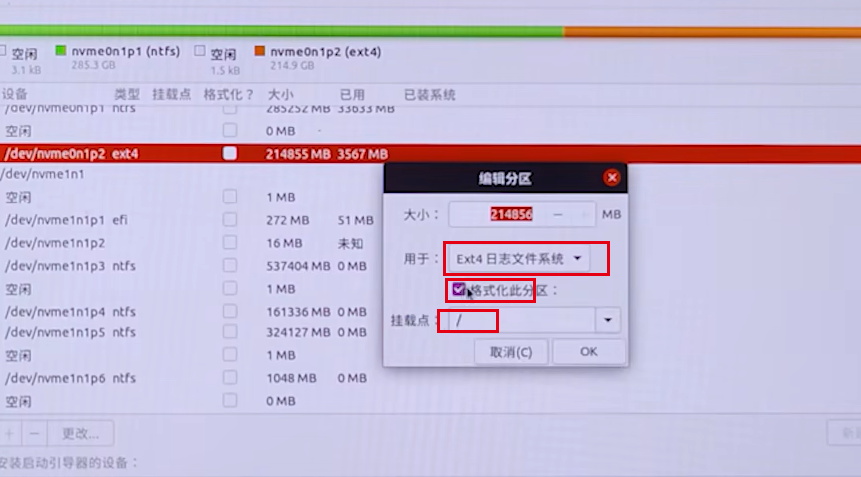 空闲 nvme0n1p1 (ntfs) 空闲 nvme0n1p2 (ext4)
3.1 kB 285.3 GB 1.5 kB 214.9 GB
设备 类型 挂载点 格式化? 大小 已用 已装系统
/dev/nvme0n1p1 ntfs 285252 MB 33633 MB
空闲 0 MB
/dev/nvme0n1p2 ext4 214855 MB 3567 MB
/dev/nvme1n1
空闲 1 MB
/dev/nvme1n1p1 efi 272 MB 51 MB
/dev/nvme1n1p2 16 MB 未知
/dev/nvme1n1p3 ntfs 537404 MB 0 MB
空闲 1 MB
/dev/nvme1n1p4 ntfs 161336 MB 0 MB
/dev/nvme1n1p5 ntfs 324127 MB 0 MB
空闲 1 MB
/dev/nvme1n1p6 ntfs 1048 MB 0 MB
空闲 0 MB
+ − 更改...
安装启动引导器的设备：
编辑分区
大小： 214856 − MB
用于： Ext4 日志文件系统
格式化此分区：
挂载点： /
取消(C) OK